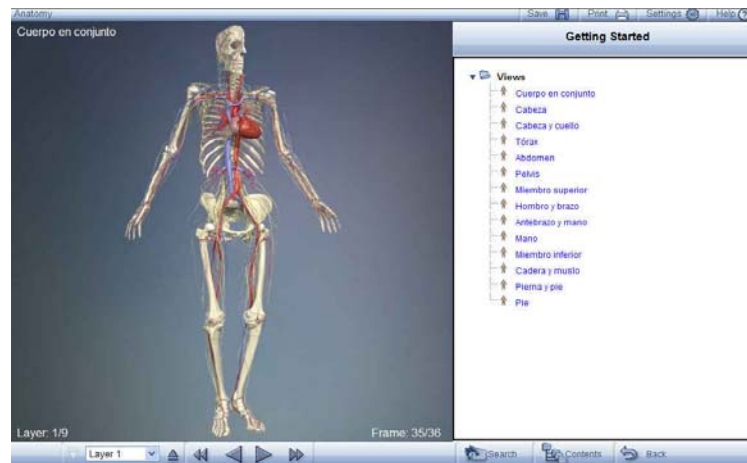 Anatomy
Save Print Settings Help
Cuerpo en conjunto
Getting Started
Views
Cuerpo en conjunto
Cabeza
Cabeza y cuello
Tórax
Abdomen
Pelvis
Miembro superior
Hombro y brazo
Antebrazo y mano
Mano
Miembro inferior
Cadera y muslo
Pierna y pie
Pie
Layer: 1/9
Frame: 35/36
Layer 1
Search Contents Back